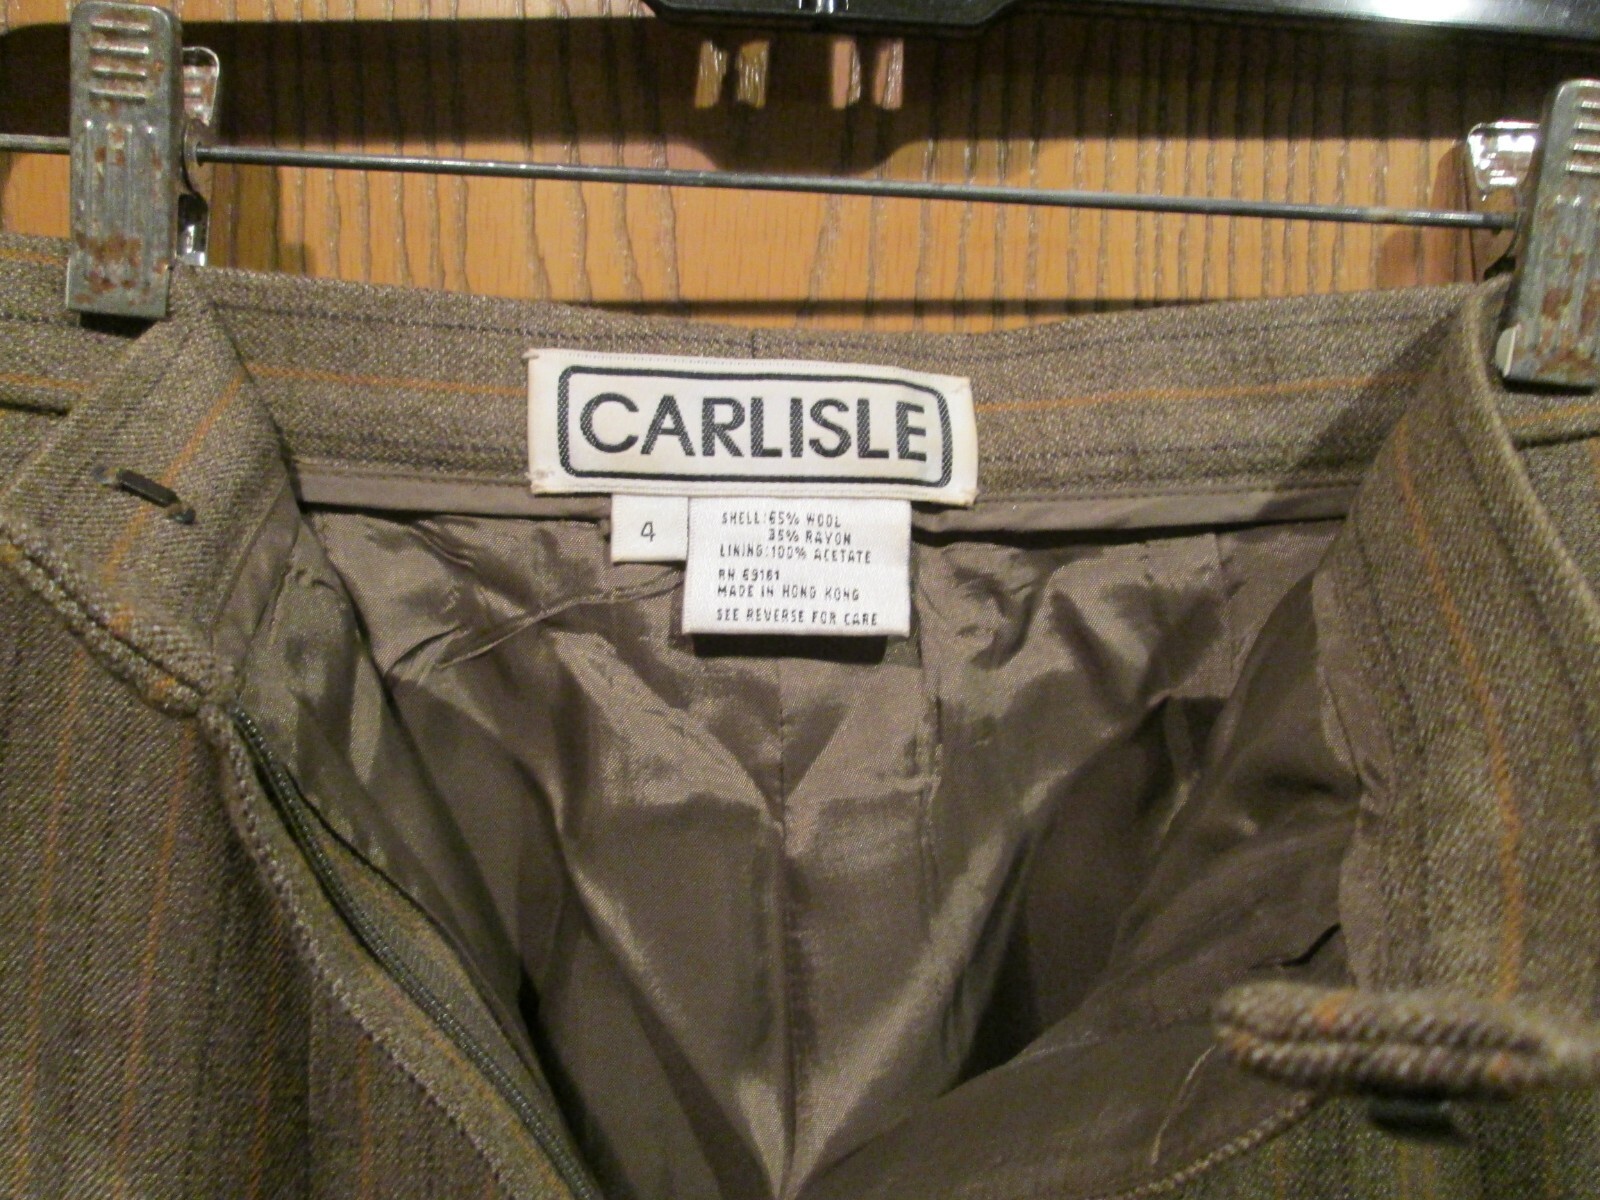 CARLISLE
4
SHELL: 65% WOOL
35% RAYON
LINING: 100% ACETATE
RN 69161
MADE IN HONG KONG
SEE REVERSE FOR CARE